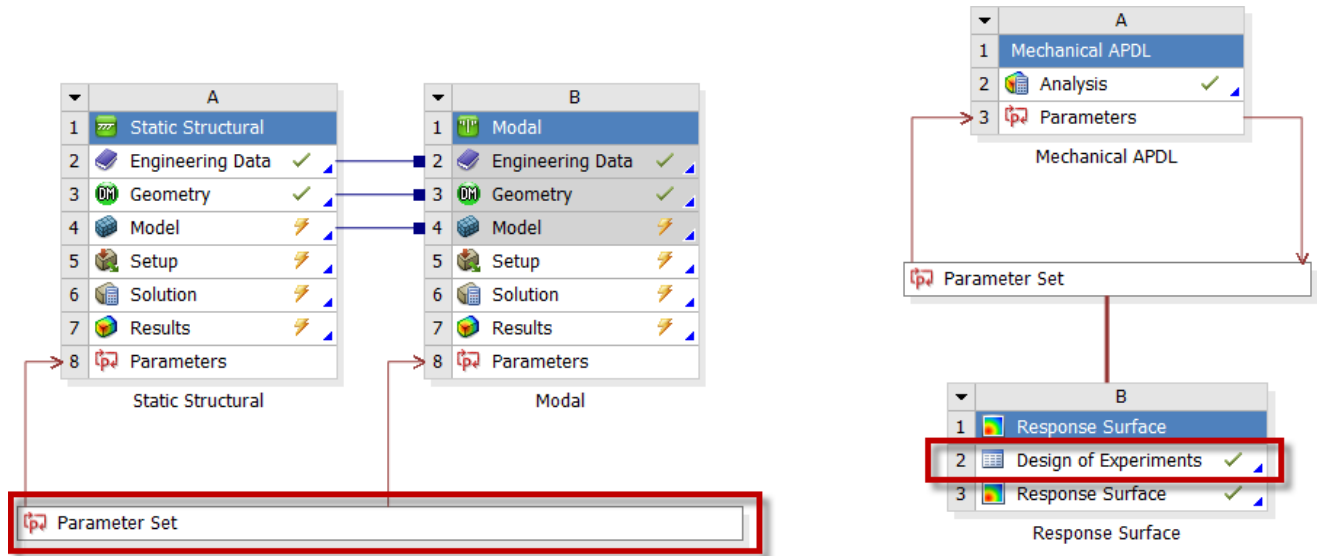 A
1 Static Structural
2 Engineering Data
3 DM Geometry
4 Model
5 Setup
6 Solution
7 Results
8 Parameters
Static Structural
B
1 Modal
2 Engineering Data
3 DM Geometry
4 Model
5 Setup
6 Solution
7 Results
8 Parameters
Modal
Parameter Set
A
1 Mechanical APDL
2 Analysis
3 Parameters
Mechanical APDL
Parameter Set
B
1 Response Surface
2 Design of Experiments
3 Response Surface
Response Surface